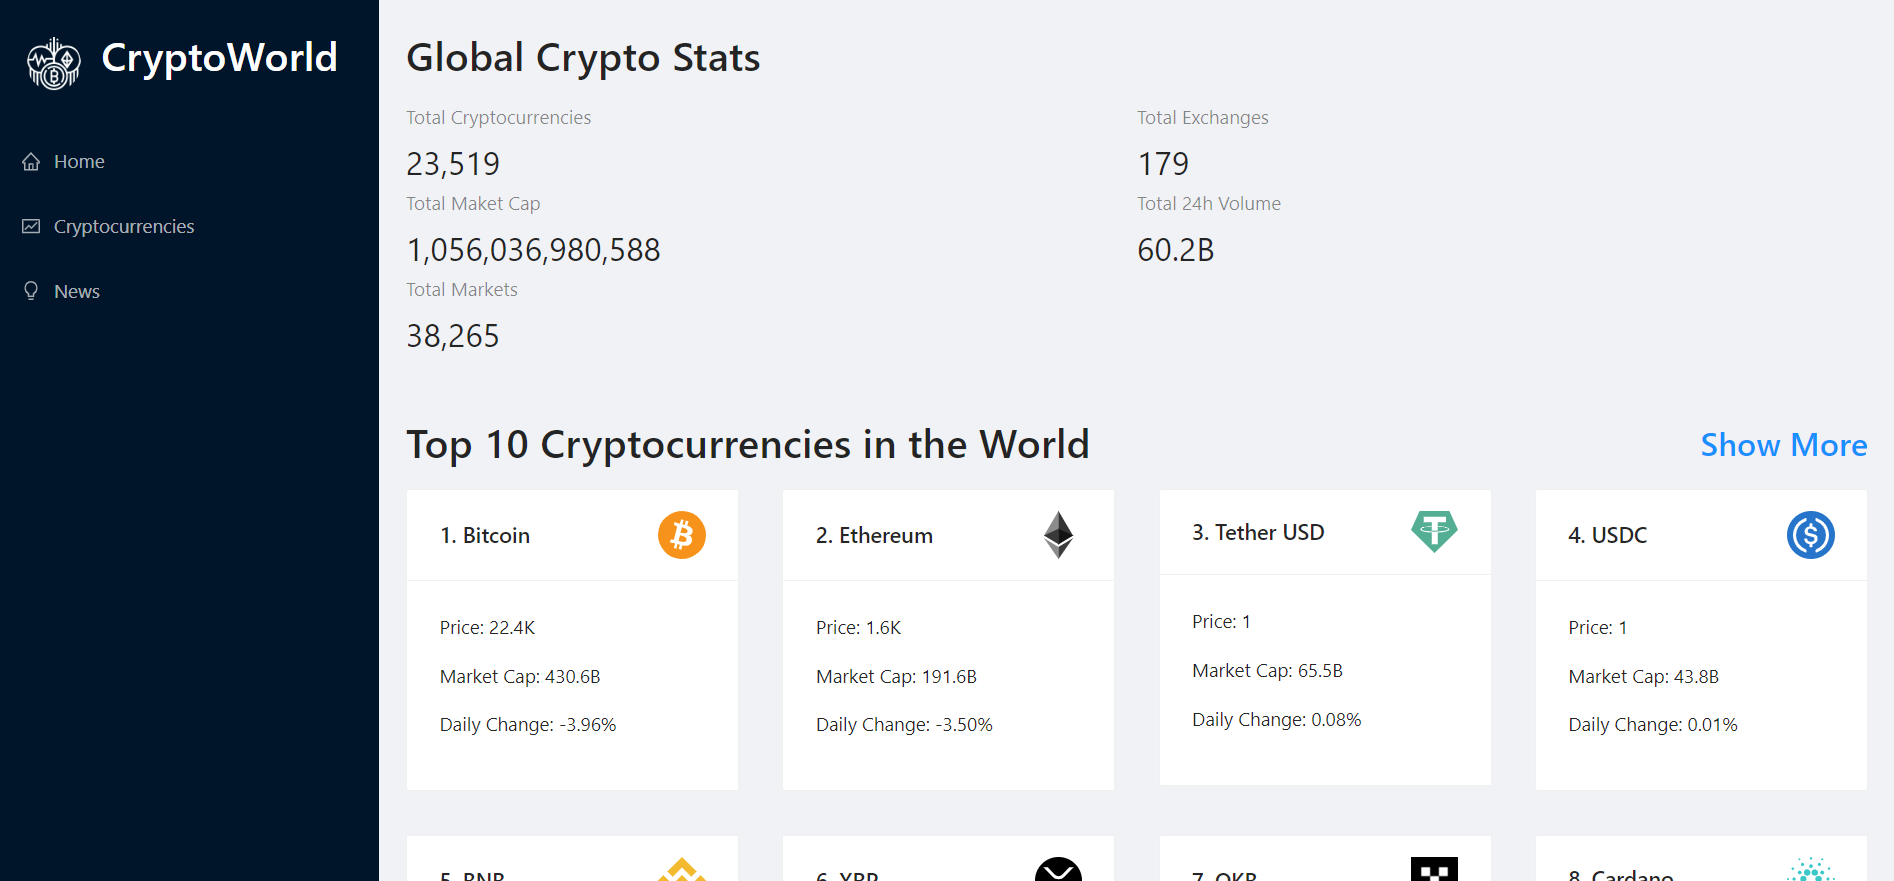 CryptoWorld
Home
Cryptocurrencies
News
Global Crypto Stats
Total Cryptocurrencies
23,519
Total Exchanges
179
Total Maket Cap
1,056,036,980,588
Total 24h Volume
60.2B
Total Markets
38,265
Top 10 Cryptocurrencies in the World
Show More
1. Bitcoin
Price: 22.4K
Market Cap: 430.6B
Daily Change: -3.96%
2. Ethereum
Price: 1.6K
Market Cap: 191.6B
Daily Change: -3.50%
3. Tether USD
Price: 1
Market Cap: 65.5B
Daily Change: 0.08%
4. USDC
Price: 1
Market Cap: 43.8B
Daily Change: 0.01%
5. BNB
6. XRP
7. OKB
8. Cardano